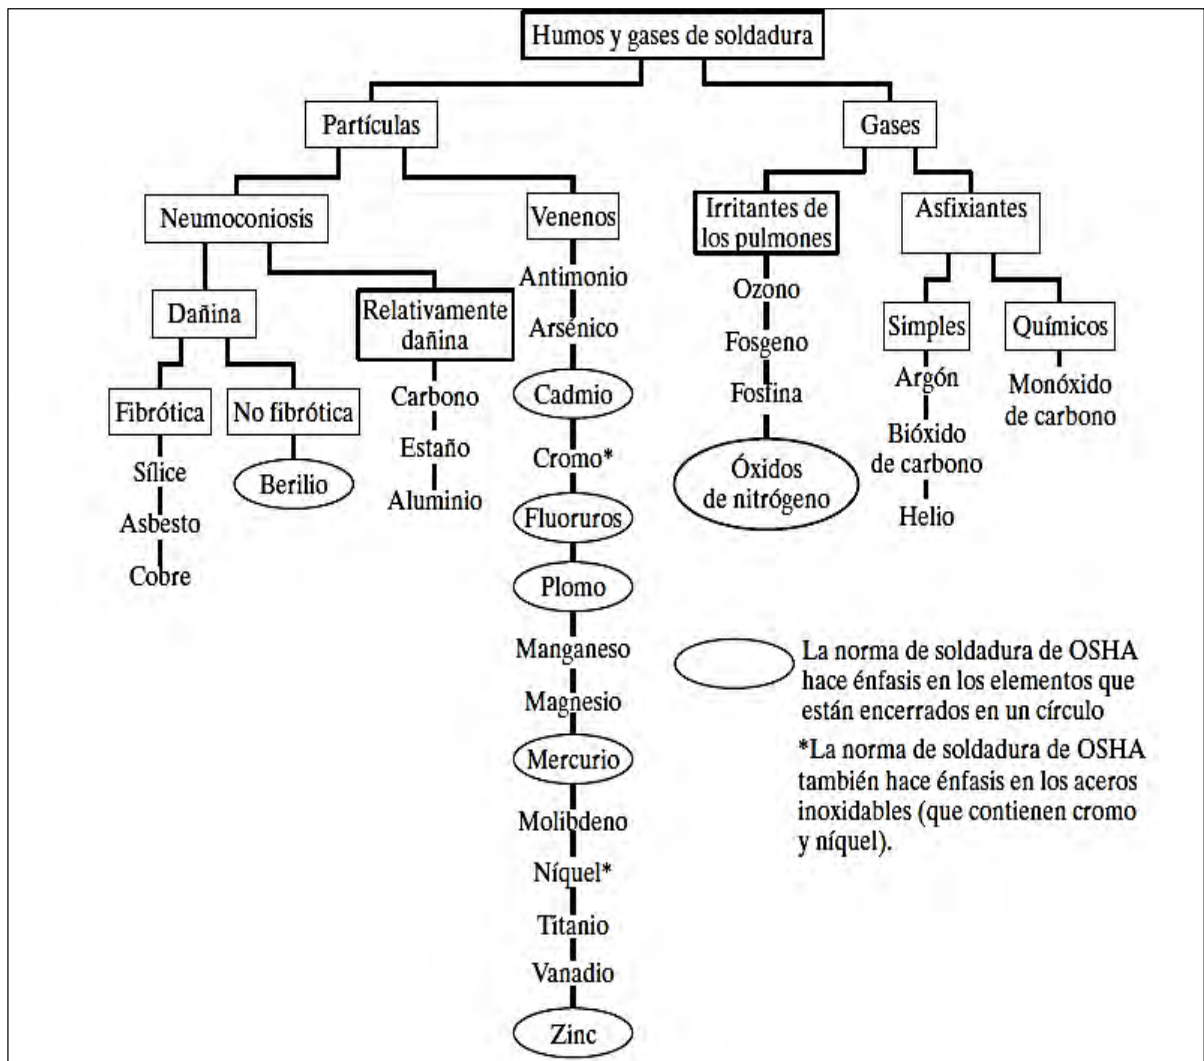 Humos y gases de soldadura
Partículas
Gases
Neumoconiosis
Venenos
Irritantes de
los pulmones
Asfixiantes
Dañina
Relativamente
dañina
Fibrótica
No fibrótica
Sílice
Asbesto
Cobre
Berilio
Carbono
Estaño
Aluminio
Antimonio
Arsénico
Cadmio
Cromo*
Fluoruros
Plomo
Manganeso
Magnesio
Mercurio
Molibdeno
Níquel*
Titanio
Vanadio
Zinc
Ozono
Fosgeno
Fosfina
Óxidos
de nitrógeno
Simples
Químicos
Argón
Bióxido
de carbono
Helio
Monóxido
de carbono
La norma de soldadura de OSHA
hace énfasis en los elementos que
están encerrados en un círculo
*La norma de soldadura de OSHA
también hace énfasis en los aceros
inoxidables (que contienen cromo
y níquel).